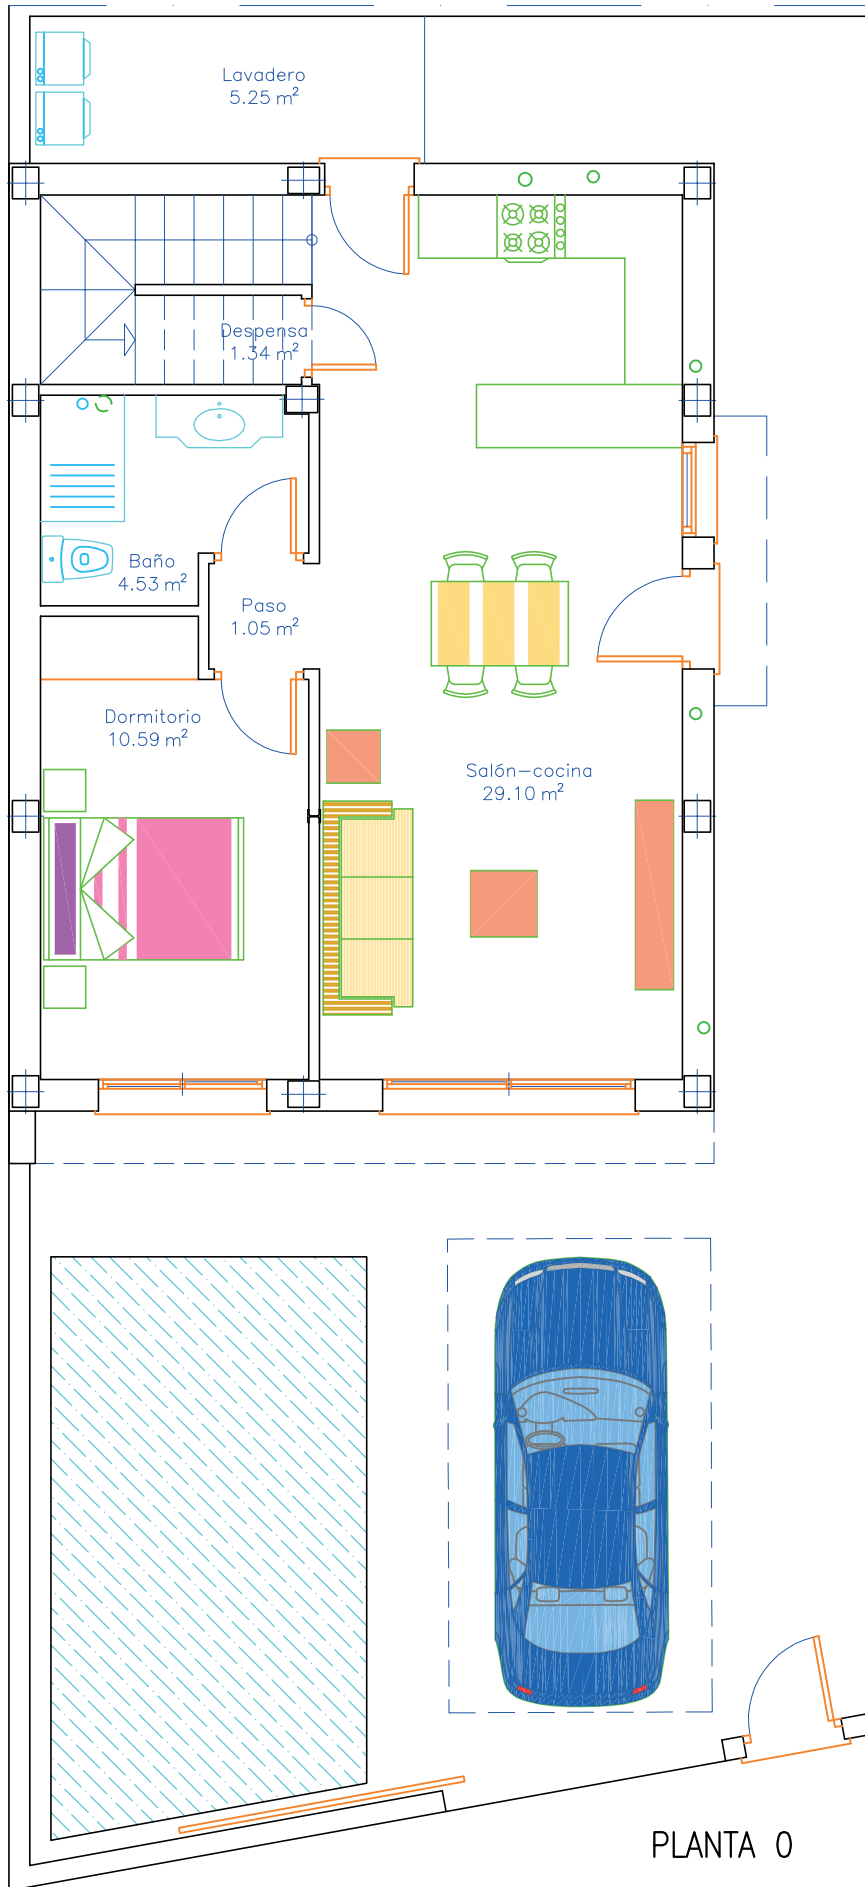 Lavadero
5.25 m²
Despensa
1.34 m²
Baño
4.53 m²
Paso
1.05 m²
Dormitorio
10.59 m²
Salón-cocina
29.10 m²
PLANTA 0